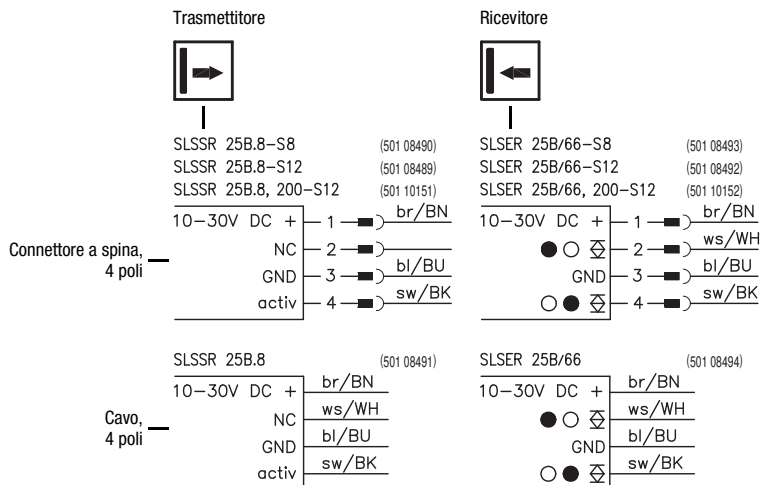 Trasmettitore
SLSSR 25B.8-S8 (501 08490)
SLSSR 25B.8-S12 (501 08489)
SLSSR 25B.8, 200-S12 (501 10151)
Connettore a spina,
4 poli
10-30V DC + 1 br/BN
NC 2
GND 3 bl/BU
activ 4 sw/BK
Ricevitore
SLSER 25B/66-S8 (501 08493)
SLSER 25B/66-S12 (501 08492)
SLSER 25B/66, 200-S12 (501 10152)
10-30V DC + 1 br/BN
2 ws/WH
GND 3 bl/BU
4 sw/BK
SLSSR 25B.8 (501 08491)
Cavo,
4 poli
10-30V DC + br/BN
NC ws/WH
GND bl/BU
activ sw/BK
SLSER 25B/66 (501 08494)
10-30V DC + br/BN
ws/WH
GND bl/BU
sw/BK